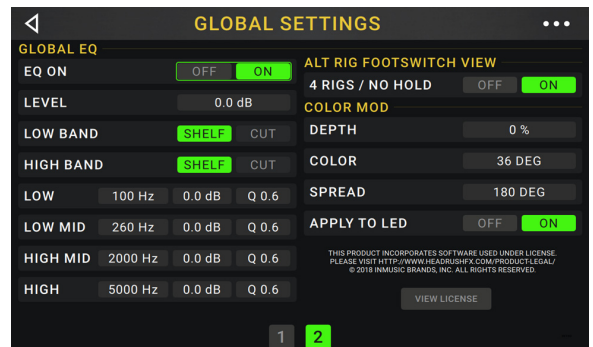 GLOBAL SETTINGS
GLOBAL EQ
EQ ON OFF ON
LEVEL 0.0 dB
LOW BAND SHELF CUT
HIGH BAND SHELF CUT
LOW 100 Hz 0.0 dB Q 0.6
LOW MID 260 Hz 0.0 dB Q 0.6
HIGH MID 2000 Hz 0.0 dB Q 0.6
HIGH 5000 Hz 0.0 dB Q 0.6
ALT RIG FOOTSWITCH VIEW
4 RIGS / NO HOLD OFF ON
COLOR MOD
DEPTH 0 %
COLOR 36 DEG
SPREAD 180 DEG
APPLY TO LED OFF ON
THIS PRODUCT INCORPORATES SOFTWARE USED UNDER LICENSE.
PLEASE VISIT HTTP://WWW.HEADRUSHFX.COM/PRODUCT-LEGAL/
© 2018 INMUSIC BRANDS, INC. ALL RIGHTS RESERVED.
VIEW LICENSE
1 2